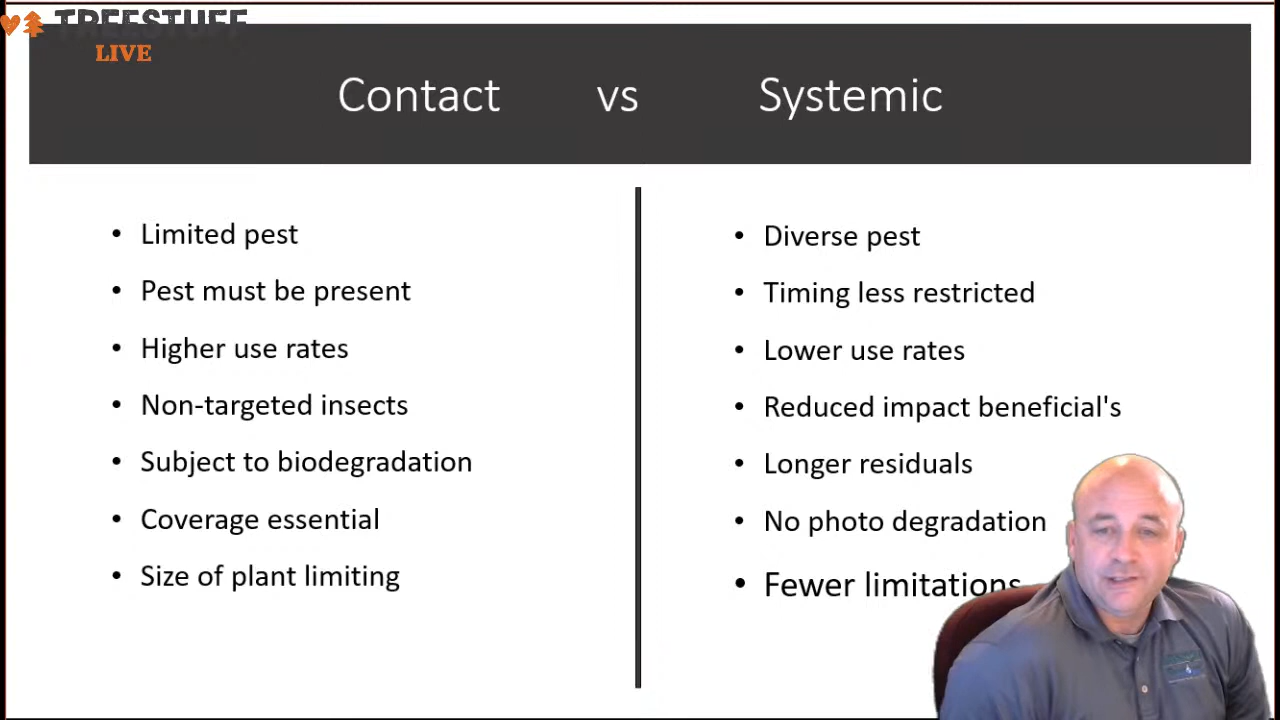 TREESTUFF
LIVE
Contact vs Systemic
• Limited pest
• Pest must be present
• Higher use rates
• Non-targeted insects
• Subject to biodegradation
• Coverage essential
• Size of plant limiting
• Diverse pest
• Timing less restricted
• Lower use rates
• Reduced impact beneficial's
• Longer residuals
• No photo degradation
• Fewer limitations